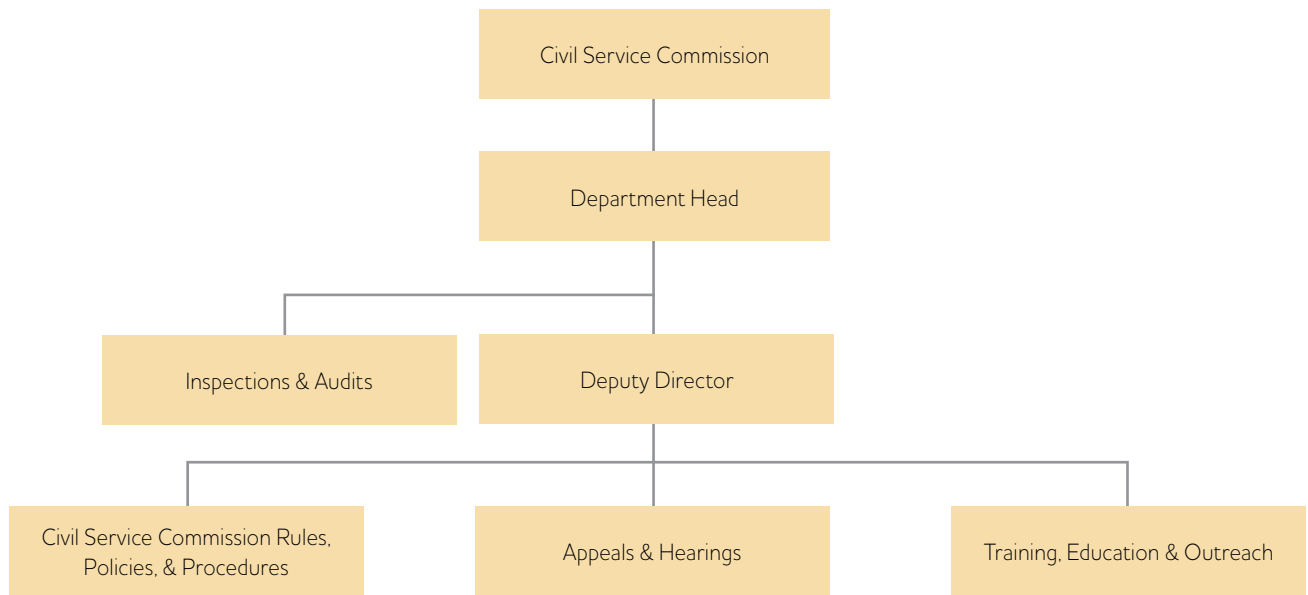 Civil Service Commission
Department Head
Inspections & Audits
Deputy Director
Civil Service Commission Rules,
Policies, & Procedures
Appeals & Hearings
Training, Education & Outreach